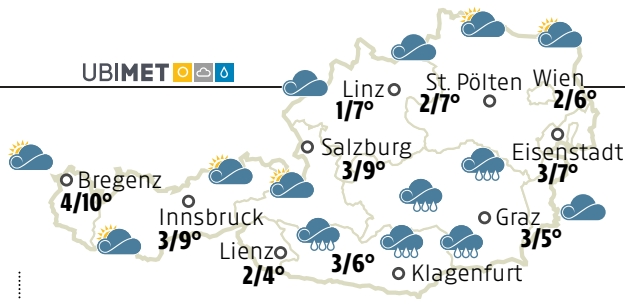 UBIMET
Linz
1/7°
St. Pölten
2/7°
Wien
2/6°
Salzburg
3/9°
Eisenstadt
3/7°
Bregenz
4/10°
Innsbruck
3/9°
Graz
3/5°
Lienz
2/4°
3/6°
Klagenfurt